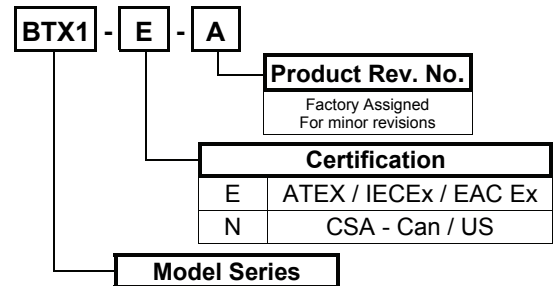 BTX1 - E - A
Product Rev. No.
Factory Assigned
For minor revisions
Certification
E ATEX / IECEx / EAC Ex
N CSA - Can / US
Model Series